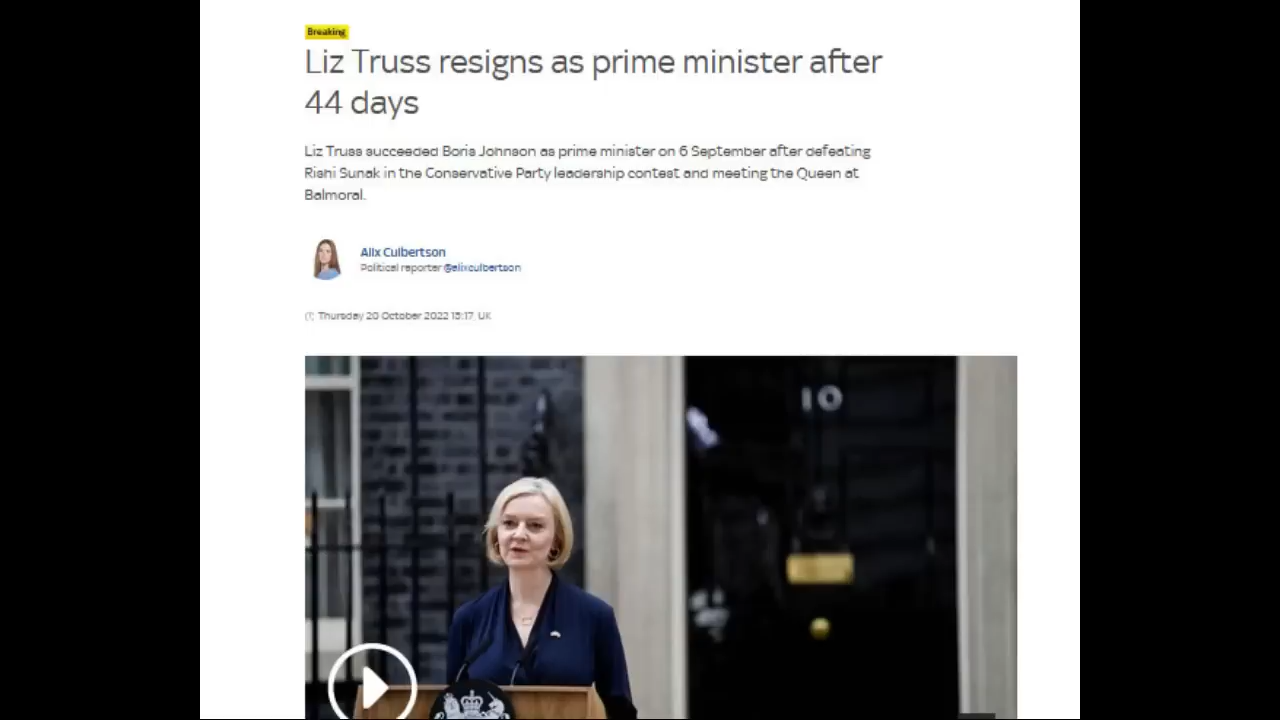 Breaking
Liz Truss resigns as prime minister after
44 days
Liz Truss succeeded Boris Johnson as prime minister on 6 September after defeating
Rishi Sunak in the Conservative Party leadership contest and meeting the Queen at
Balmoral.
Alix Culbertson
Political reporter @alixculbertson
Thursday 20 October 2022 15:17, UK
10